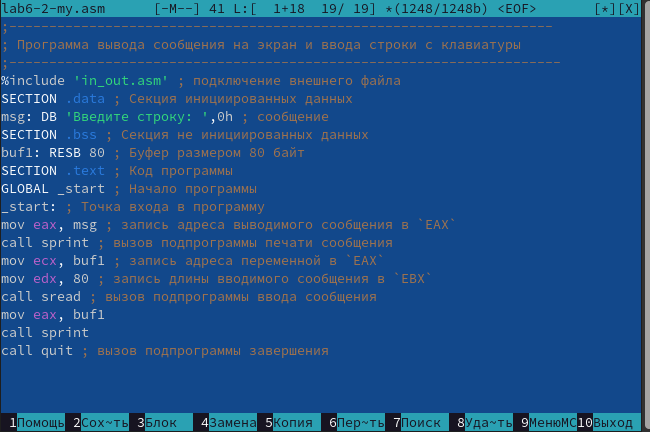 lab6-2-my.asm [-M--] 41 L:[ 1+18 19/ 19] *(1248/1248b) <EOF> [*][X]
;--------------------------------------------------------------------
; Программа вывода сообщения на экран и ввода строки с клавиатуры
;---------------------------------------------------------------------
%include 'in_out.asm' ; подключение внешнего файла
SECTION .data ; Секция инициированных данных
msg: DB 'Введите строку: ',0h ; сообщение
SECTION .bss ; Секция не инициированных данных
buf1: RESB 80 ; Буфер размером 80 байт
SECTION .text ; Код программы
GLOBAL _start ; Начало программы
_start: ; Точка входа в программу
mov eax, msg ; запись адреса выводимого сообщения в `EAX`
call sprint ; вызов подпрограммы печати сообщения
mov ecx, buf1 ; запись адреса переменной в `EAX`
mov edx, 80 ; запись длины вводимого сообщения в `EBX`
call sread ; вызов подпрограммы ввода сообщения
mov eax, buf1
call sprint
call quit ; вызов подпрограммы завершения
1Помощь 2Сох~ть 3Блок 4Замена 5Копия 6Пер~ть 7Поиск 8Уда~ть 9МенюMC 10Выход